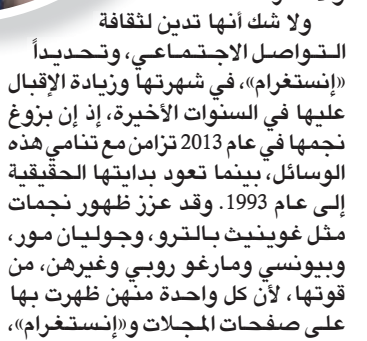 ولا شك أنها تدين لثقافة
التواصل الاجتماعي، وتحديداً
«إنستغرام»، في شهرتها وزيادة الإقبال
عليها في السنوات الأخيرة، إذ إن بزوغ
نجمها في عام 2013 تزامن مع تنامي هذه
الوسائل، بينما تعود بدايتها الحقيقية
إلى عام 1993. وقد عزز ظهور نجمات
مثل غوينيث بالترو، وجوليان مور،
وبيونسي ومارغو روبي وغيرهن، من
قوتها، لأن كل واحدة منهن ظهرت بها
على صفحات المجلات و«إنستغرام»،